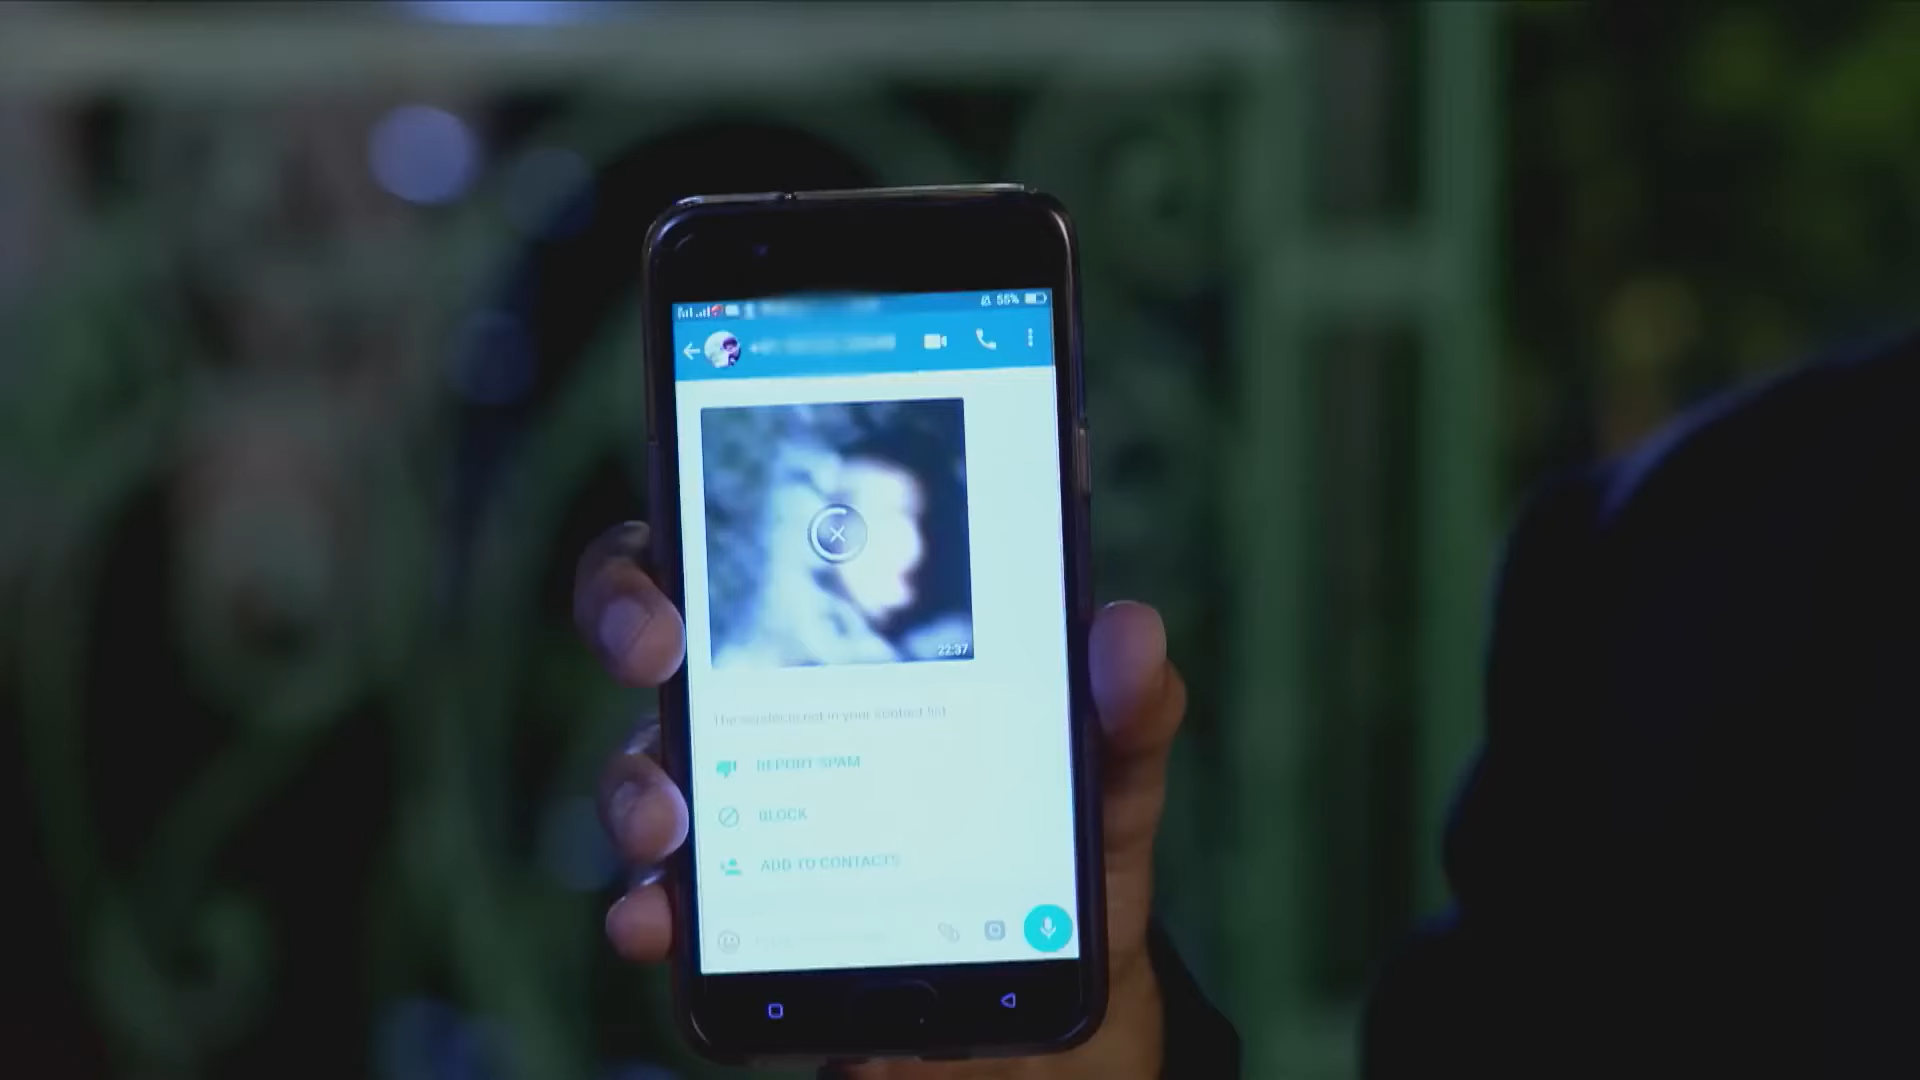 55%
22:37
The sender is not in your contact list
REPORT SPAM
BLOCK
ADD TO CONTACTS